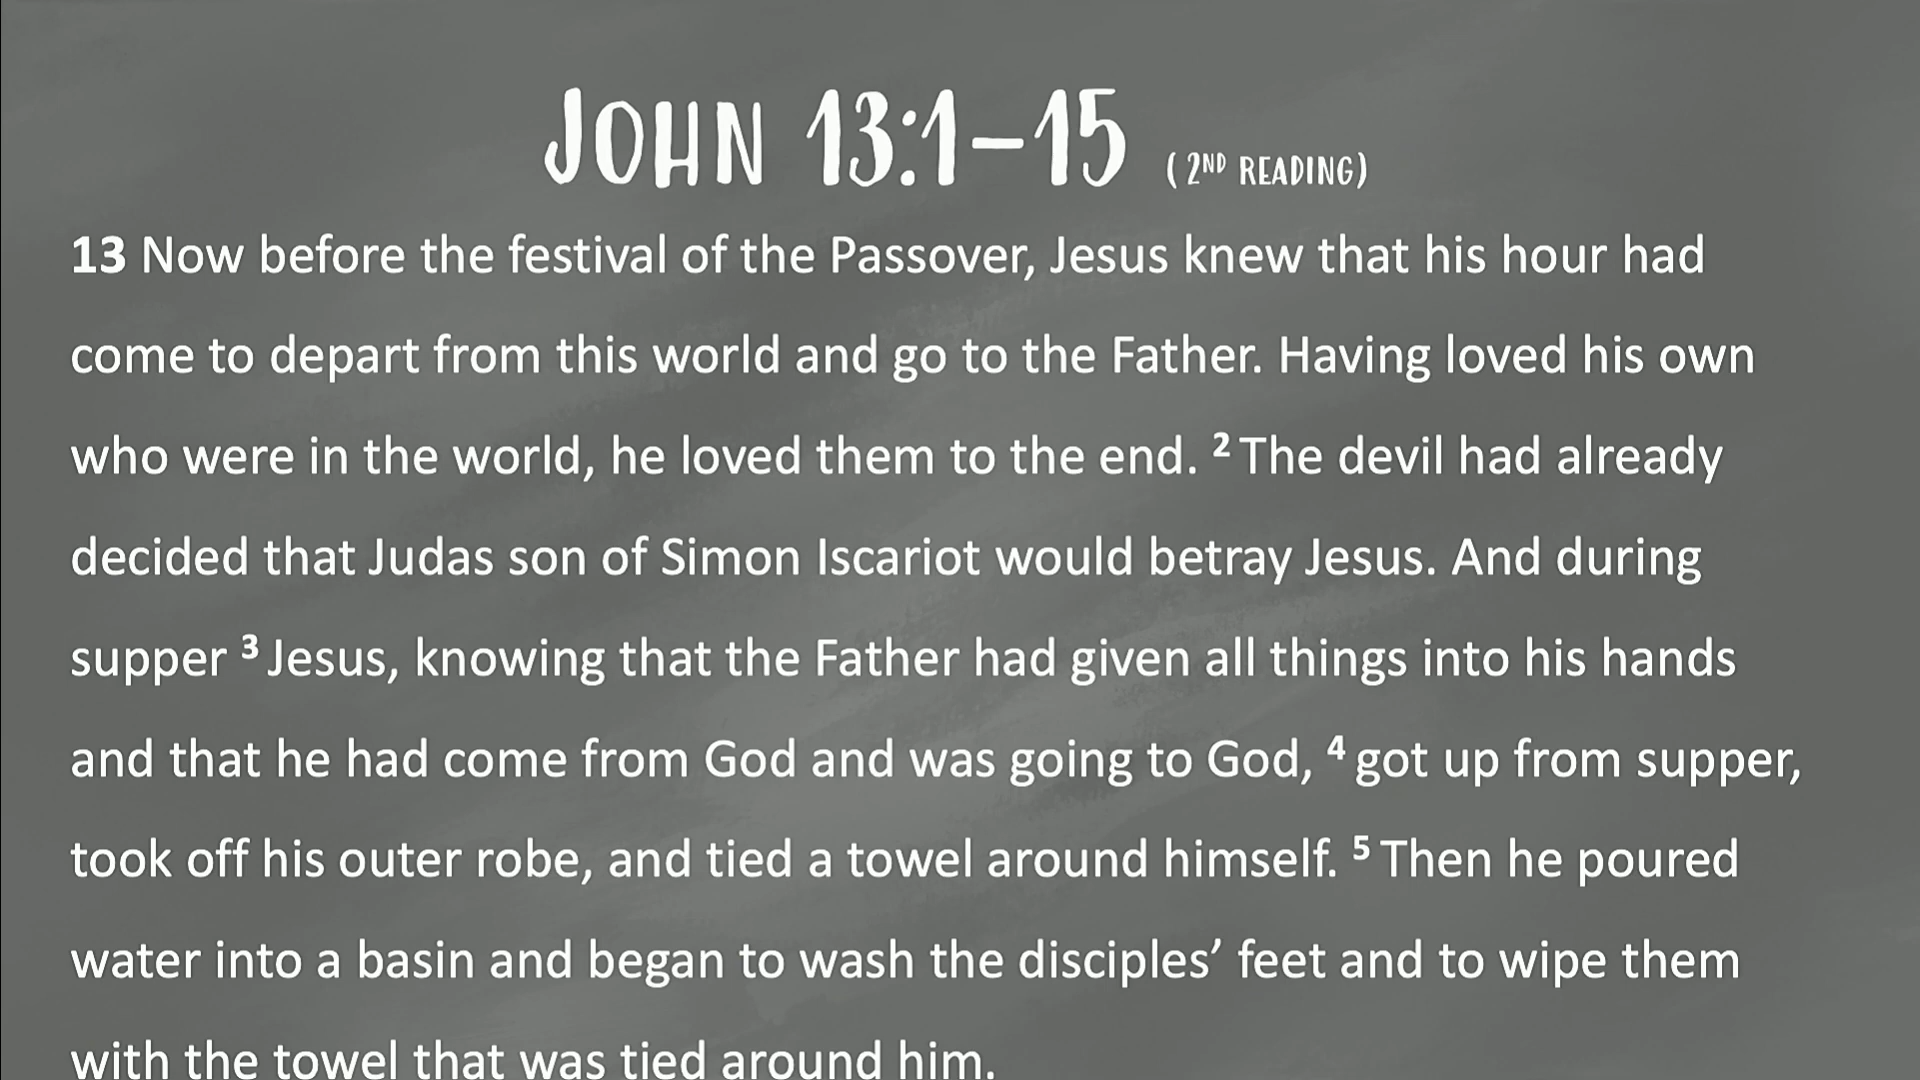 JOHN 13:1–15 (2ND READING)
13 Now before the festival of the Passover, Jesus knew that his hour had
come to depart from this world and go to the Father. Having loved his own
who were in the world, he loved them to the end. 2 The devil had already
decided that Judas son of Simon Iscariot would betray Jesus. And during
supper 3 Jesus, knowing that the Father had given all things into his hands
and that he had come from God and was going to God, 4 got up from supper,
took off his outer robe, and tied a towel around himself. 5 Then he poured
water into a basin and began to wash the disciples’ feet and to wipe them
with the towel that was tied around him.